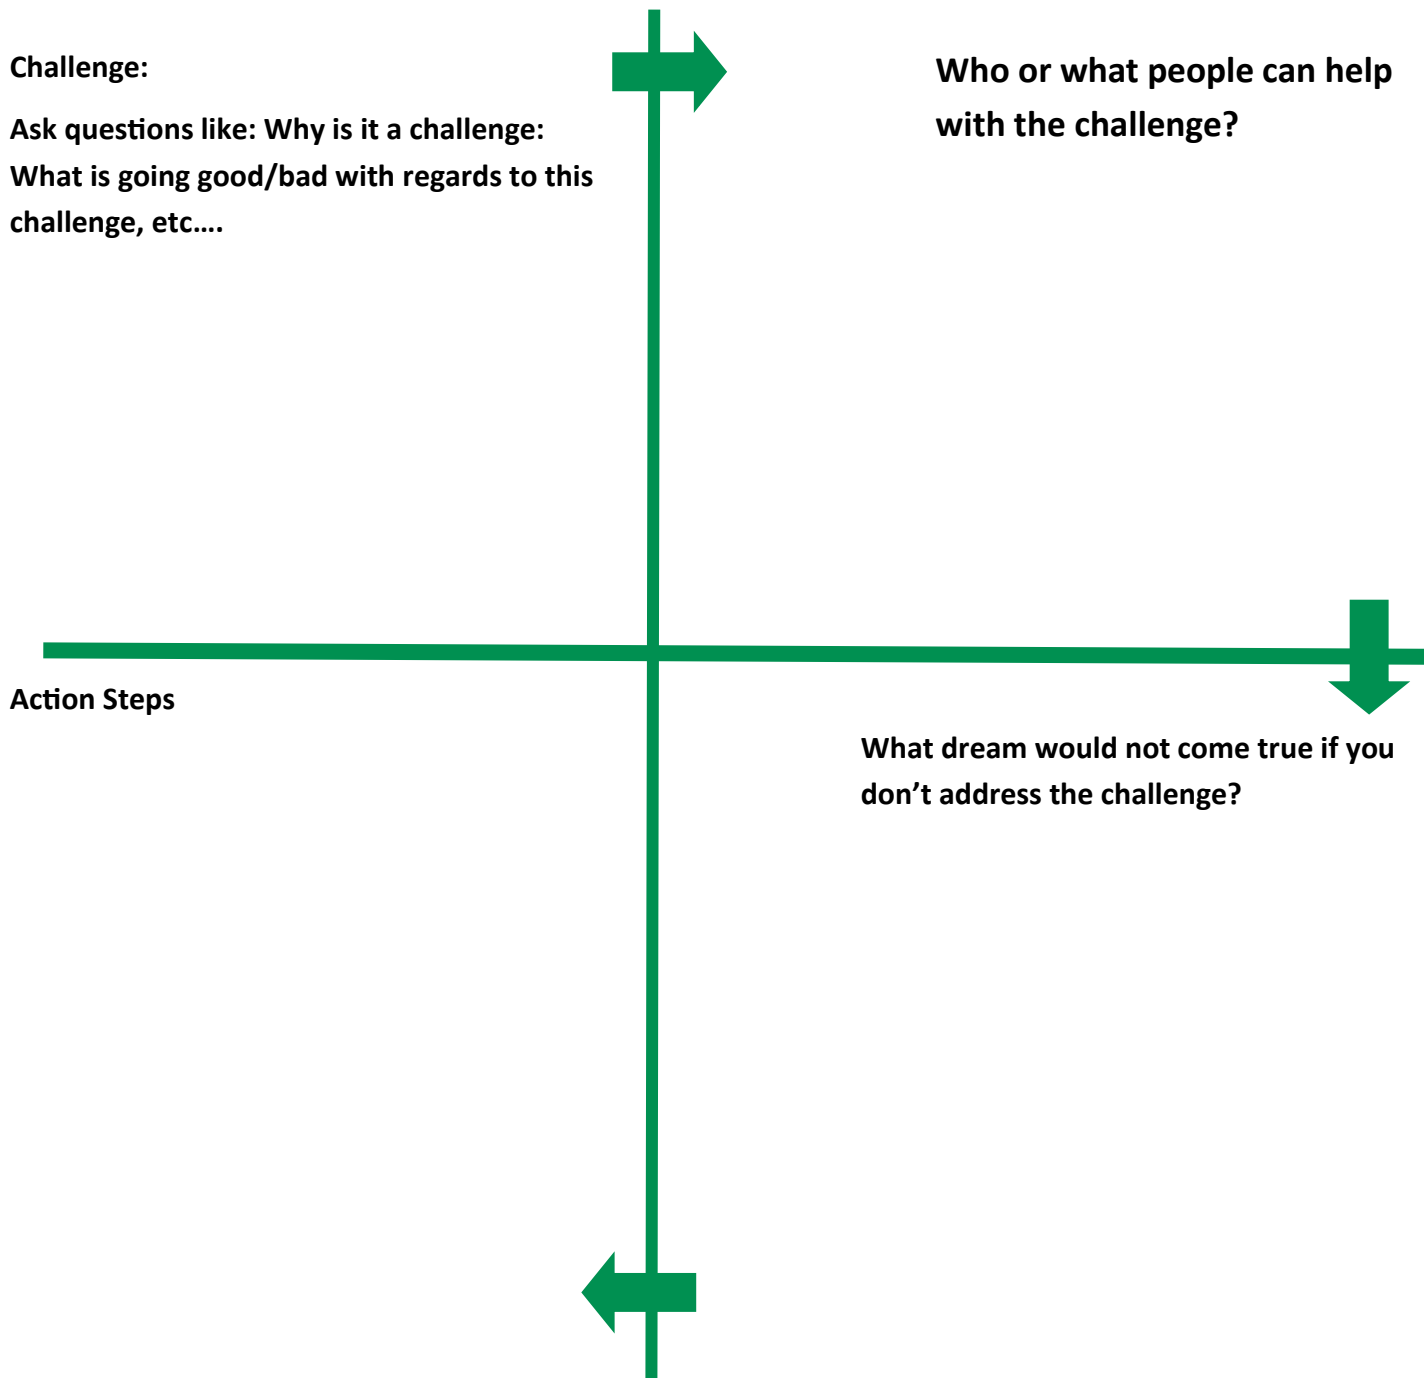 Challenge:
Ask questions like: Why is it a challenge:
What is going good/bad with regards to this
challenge, etc….
Who or what people can help
with the challenge?
Action Steps
What dream would not come true if you
don’t address the challenge?